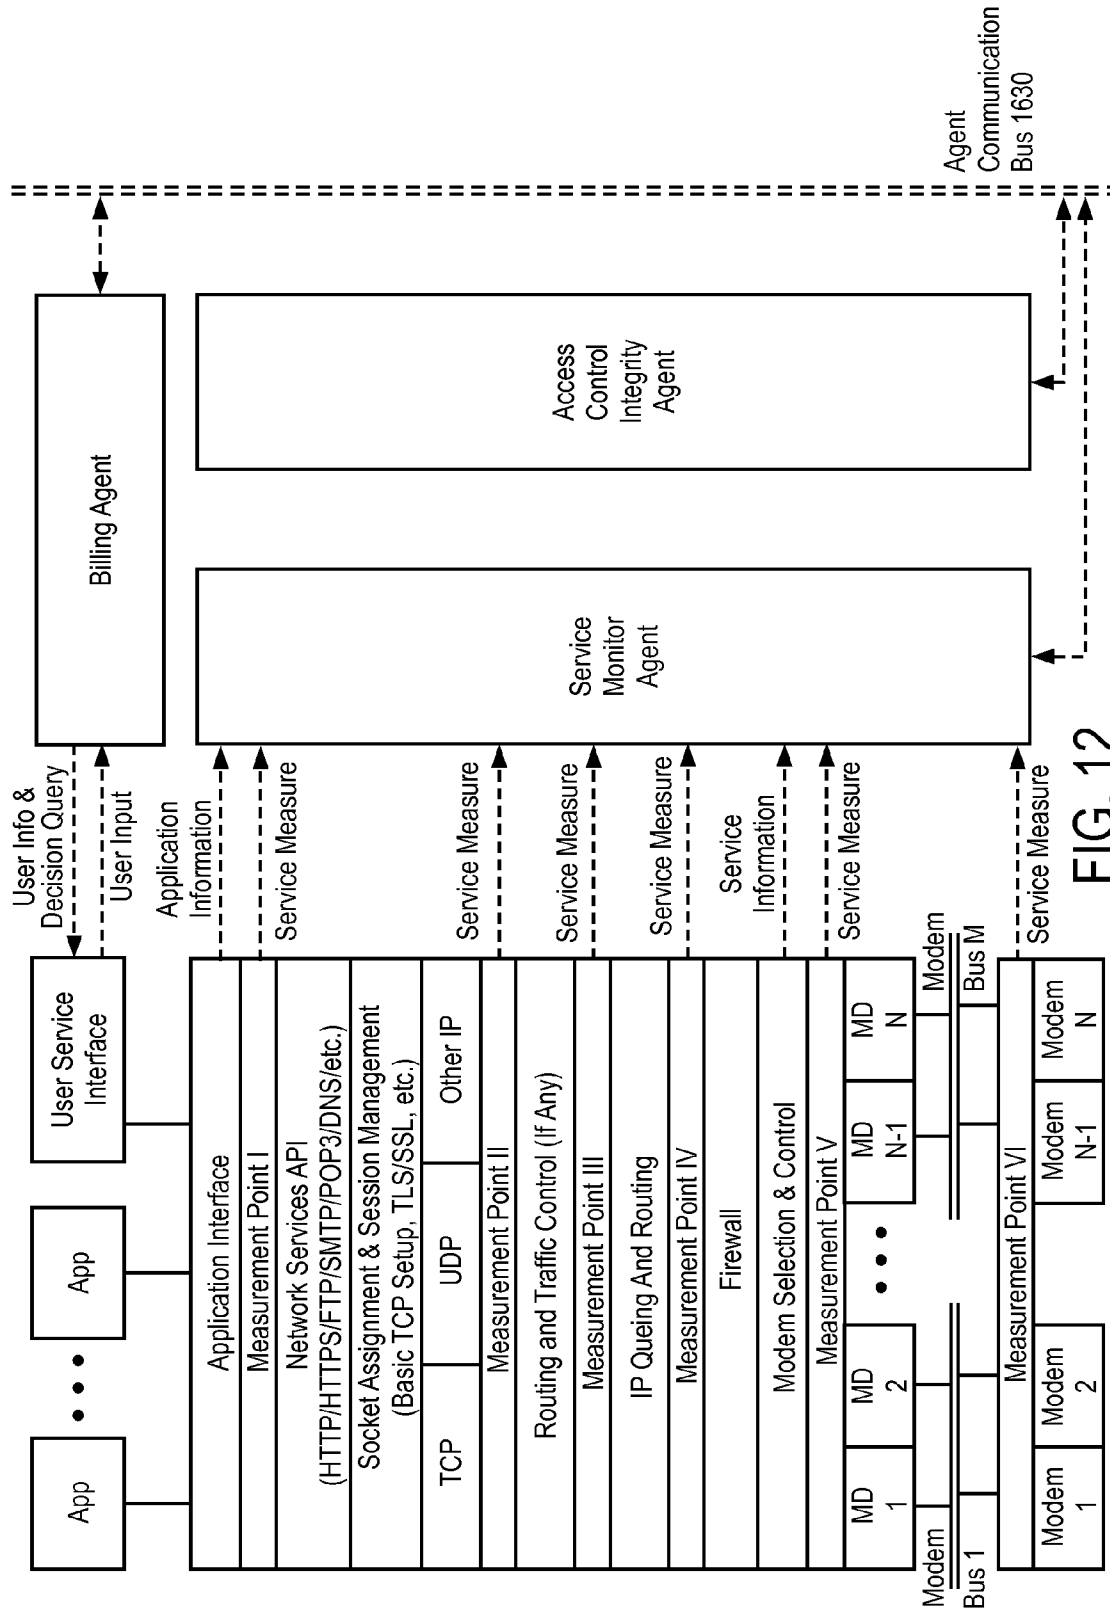 App
App
User Service
Interface
User Info &
Decision Query
User Input
Billing Agent
Application Interface
Measurement Point I
Network Services API
(HTTP/HTTPS/FTP/SMTP/POP3/DNS/etc.)
Socket Assignment & Session Management
(Basic TCP Setup, TLS/SSL, etc.)
TCP
UDP
Other IP
Measurement Point II
Routing and Traffic Control (If Any)
Measurement Point III
IP Queing And Routing
Measurement Point IV
Firewall
Modem Selection & Control
Measurement Point V
MD
1
MD
2
MD
N-1
MD
N
Modem
Bus 1
Modem
Bus M
Measurement Point VI
Modem
1
Modem
2
Modem
N-1
Modem
N
Application
Information
Service Measure
Service Measure
Service Measure
Service Measure
Service
Information
Service Measure
Service Measure
Service
Monitor
Agent
Access
Control
Integrity
Agent
Agent
Communication
Bus 1630
FIG. 12